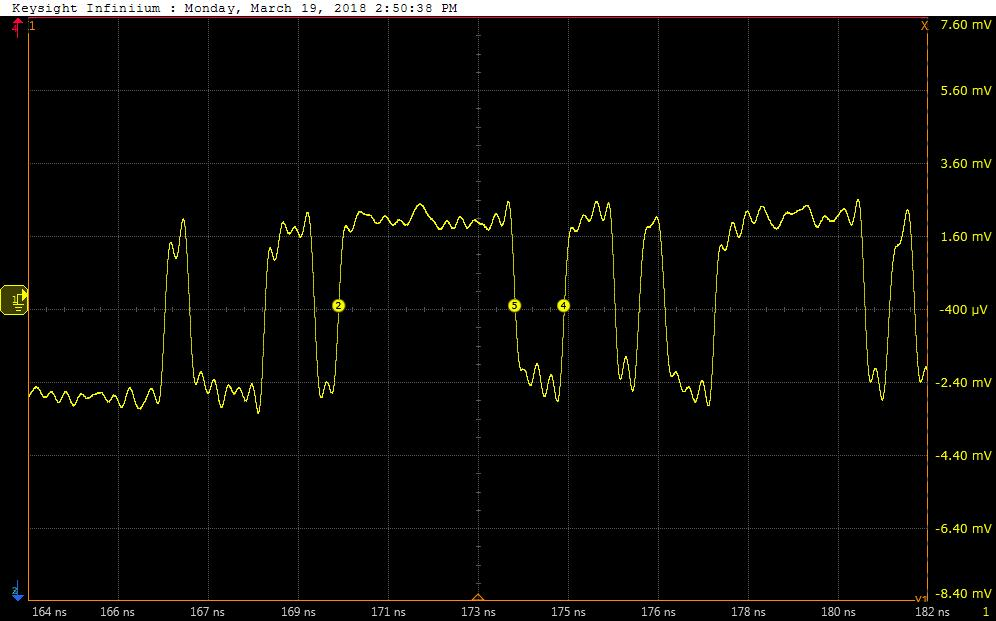 Keysight Infiniium : Monday, March 19, 2018 2:50:38 PM
1 X 7.60 mV
5.60 mV
3.60 mV
1.60 mV
1 2 5 4 -400 µV
-2.40 mV
-4.40 mV
-6.40 mV
2 Y1 -8.40 mV
164 ns 166 ns 167 ns 169 ns 171 ns 173 ns 175 ns 176 ns 178 ns 180 ns 182 ns 1